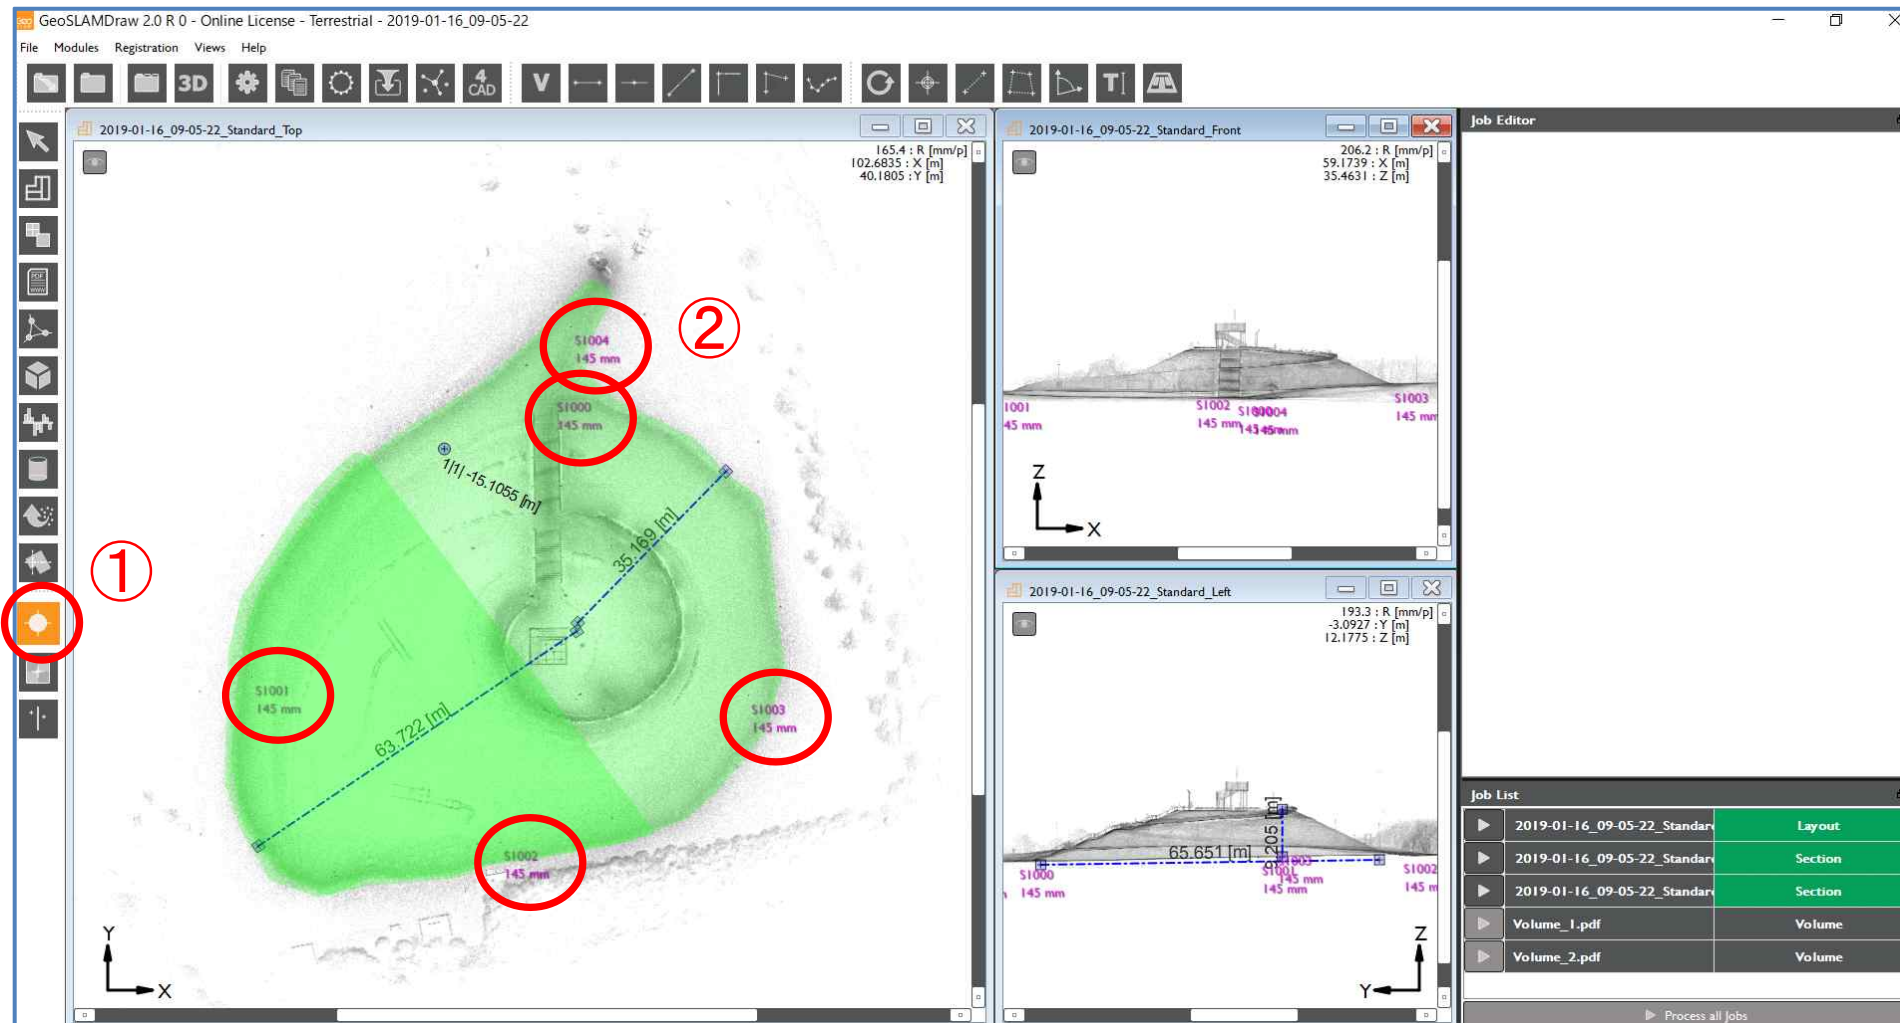 GeoSLAMDraw 2.0 R 0 - Online License - Terrestrial - 2019-01-16_09-05-22
File Modules Registration Views Help
3D
4
CAD
V
T
2019-01-16_09-05-22_Standard_Top
165.4 : R [mm/p]
102.6835 : X [m]
40.1805 : Y [m]
②
S1004
145 mm
S1000
145 mm
1|1| -15.1055 [m]
35.169 [m]
①
S1001
145 mm
63.722 [m]
S1003
145 mm
S1002
145 mm
Y
X
2019-01-16_09-05-22_Standard_Front
206.2 : R [mm/p]
59.1739 : X [m]
35.4631 : Z [m]
1001
45 mm
S1002
145 mm
S1003
145 mm
Z
X
2019-01-16_09-05-22_Standard_Left
193.3 : R [mm/p]
-3.0927 : Y [m]
12.1775 : Z [m]
65.651 [m]
S1000
145 mm
145 mm
S1002
145 m
Z
Y
Job Editor
Job List
2019-01-16_09-05-22_Standar Layout
2019-01-16_09-05-22_Standar Section
2019-01-16_09-05-22_Standar Section
Volume_1.pdf Volume
Volume_2.pdf Volume
Process all Jobs